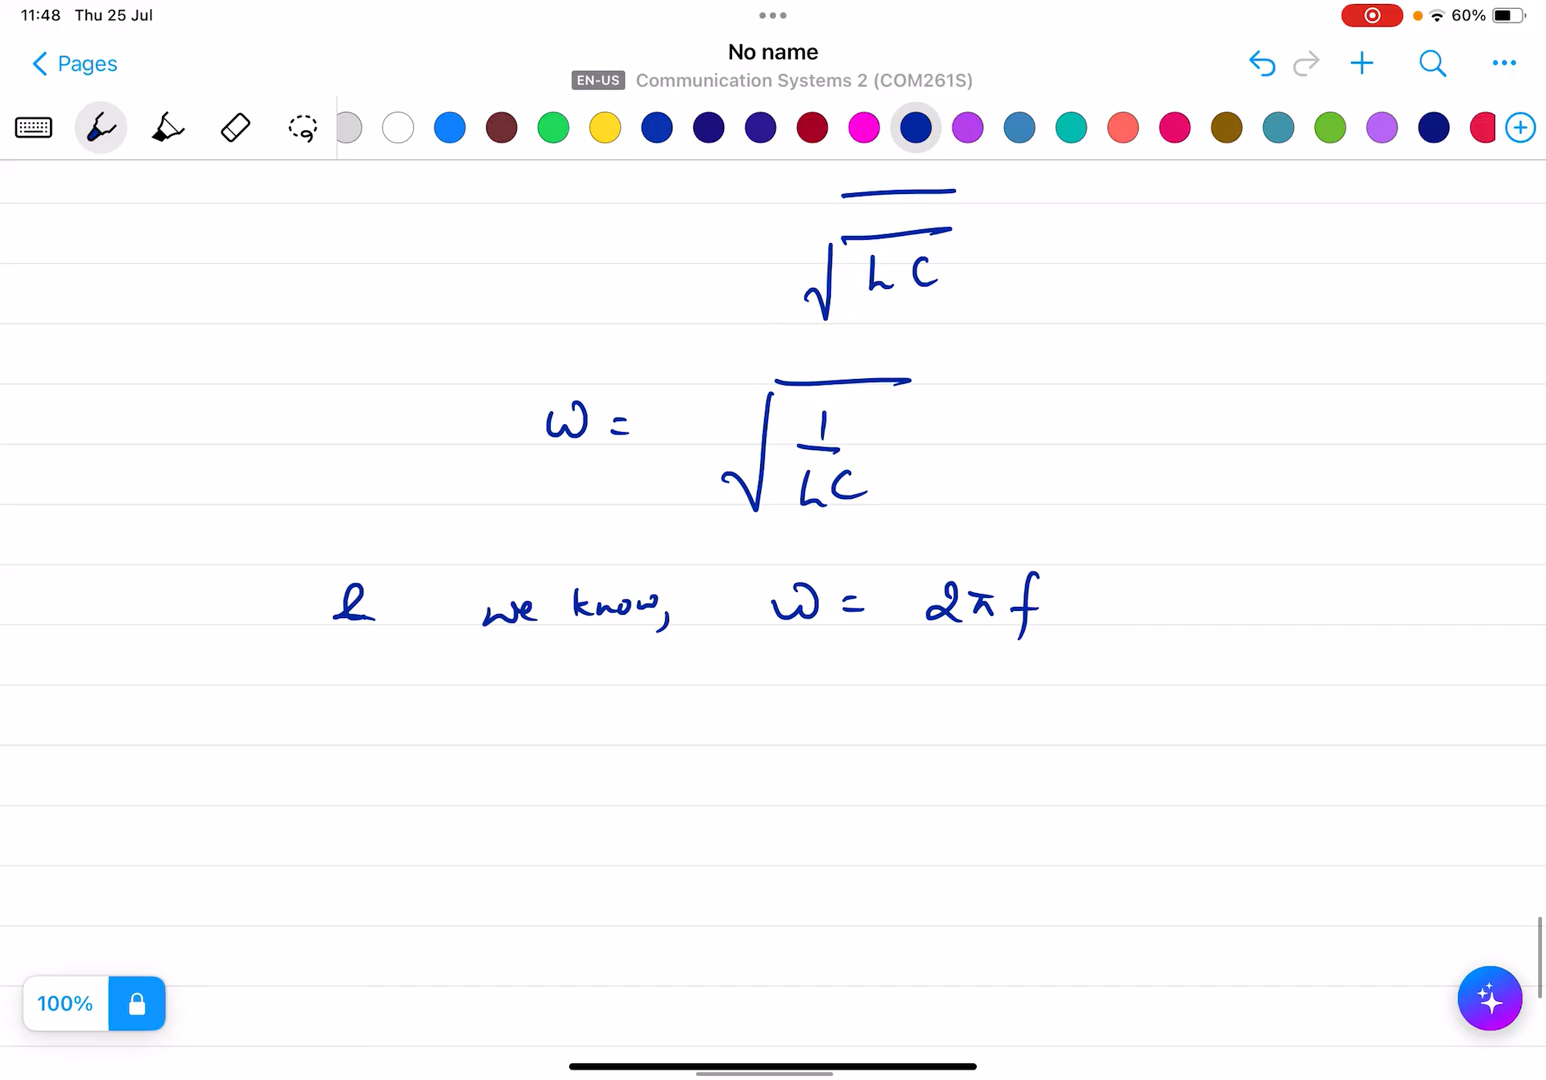 11:48 Thu 25 Jul
60%
Pages
No name
EN-US Communication Systems 2 (COM261S)
√LC
ω = √(1/LC)
& we know, ω = 2πf
100%